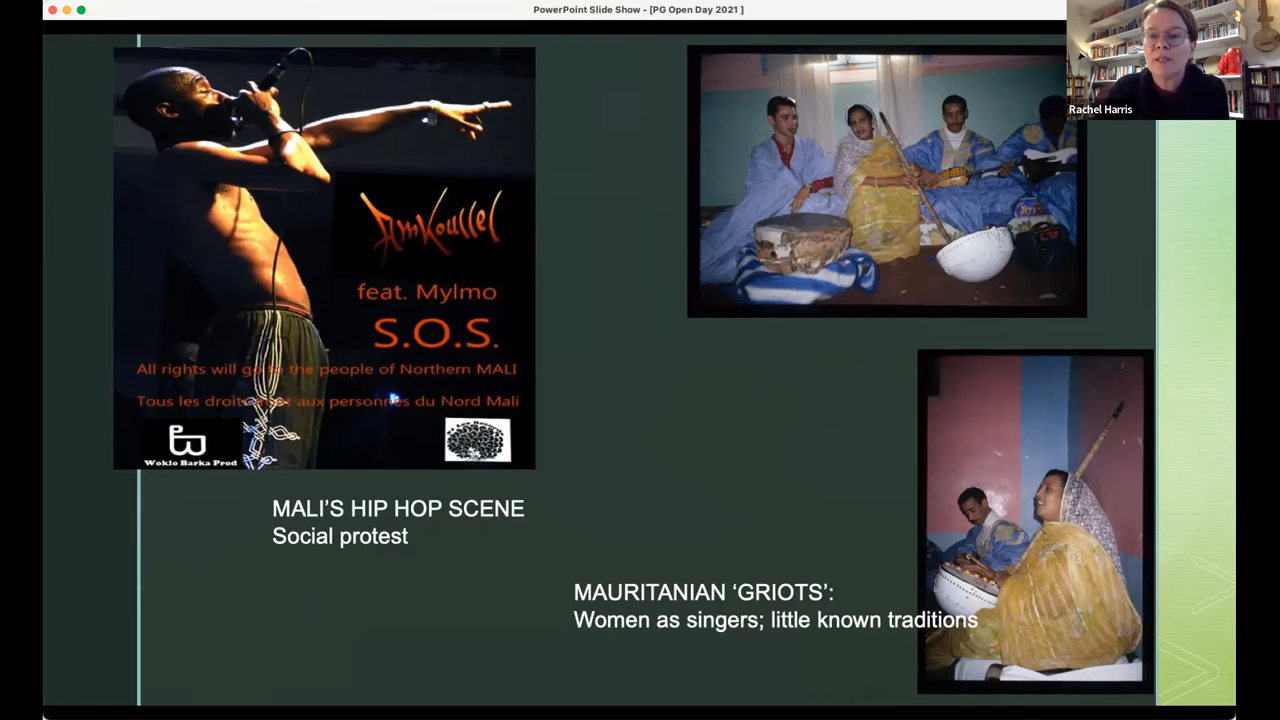 PowerPoint Slide Show - [PG Open Day 2021 ]
Rachel Harris
AmKoullel
feat. Mylmo
S.O.S.
All rights will go to the people of Northern MALI
Tous les droits aux personnes du Nord Mali
Woklo Barka Prod
MALI’S HIP HOP SCENE
Social protest
MAURITANIAN ‘GRIOTS’:
Women as singers; little known traditions